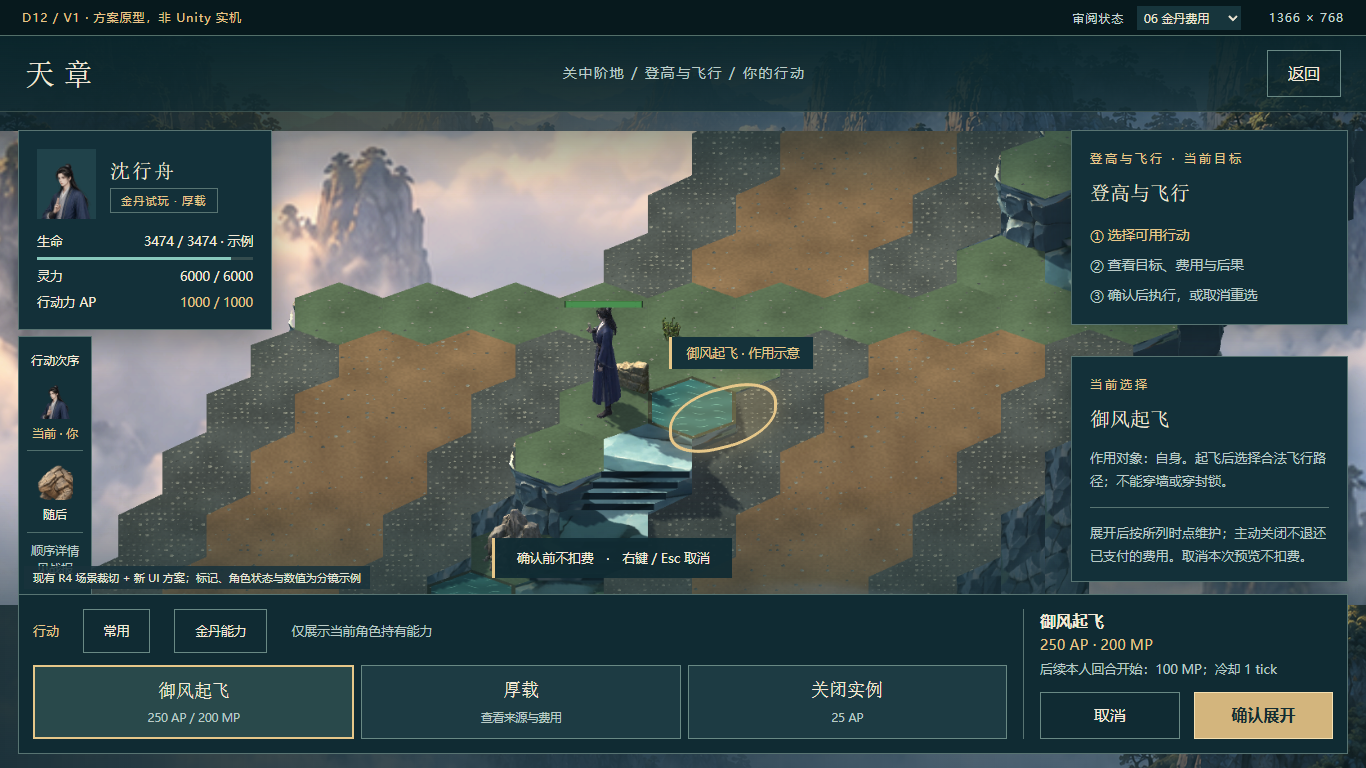 D12 / V1 · 方案原型，非 Unity 实机
审阅状态
06 金丹费用
1366 × 768
天章
关中阶地 / 登高与飞行 / 你的行动
返回
沈行舟
金丹试玩 · 厚载
生命 3474 / 3474 · 示例
灵力 6000 / 6000
行动力 AP 1000 / 1000
行动次序
当前 · 你
随后
顺序详情
现有 R4 场景裁切 + 新 UI 方案；标记、角色状态与数值为分镜示例
御风起飞 · 作用示意
确认前不扣费 · 右键 / Esc 取消
登高与飞行 · 当前目标
登高与飞行
① 选择可用行动
② 查看目标、费用与后果
③ 确认后执行，或取消重选
当前选择
御风起飞
作用对象：自身。起飞后选择合法飞行路
径；不能穿墙或穿封锁。
展开后按所列时点维护；主动关闭不退还
已支付的费用。取消本次预览不扣费。
行动
常用
金丹能力
仅展示当前角色持有能力
御风起飞
250 AP / 200 MP
厚载
查看来源与费用
关闭实例
25 AP
御风起飞
250 AP · 200 MP
后续本人回合开始：100 MP；冷却 1 tick
取消
确认展开